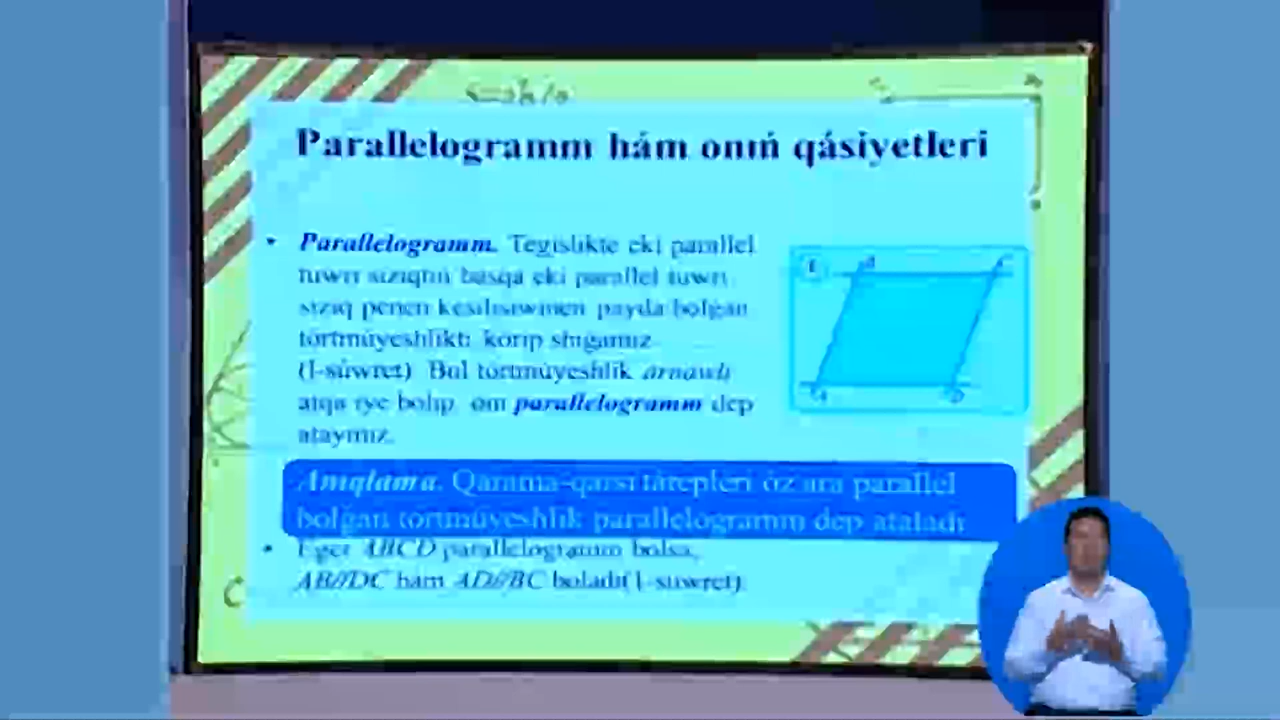 Parallelogramm hám onıń qásiyetleri
• Parallelogramm. Tegislikte eki parallel
tuwrı sızıqtıń basqa eki parallel tuwrı
sızıq penen kesilisiwinen payda bolǵan
tórtmúyeshlikti kórip shıǵamız
(1-súwret). Bul tórtmúyeshlik arnawlı
atqa iye bolıp, onı parallelogramm dep
ataymız.
1
B C
A D
Anıqlama. Qarama-qarsı tárepleri óz ara parallel
bolǵan tórtmúyeshlik parallelogramm dep ataladı
• Eger ABCD parallelogramm bolsa,
AB//DC hám AD//BC boladı(1-súwret)
C